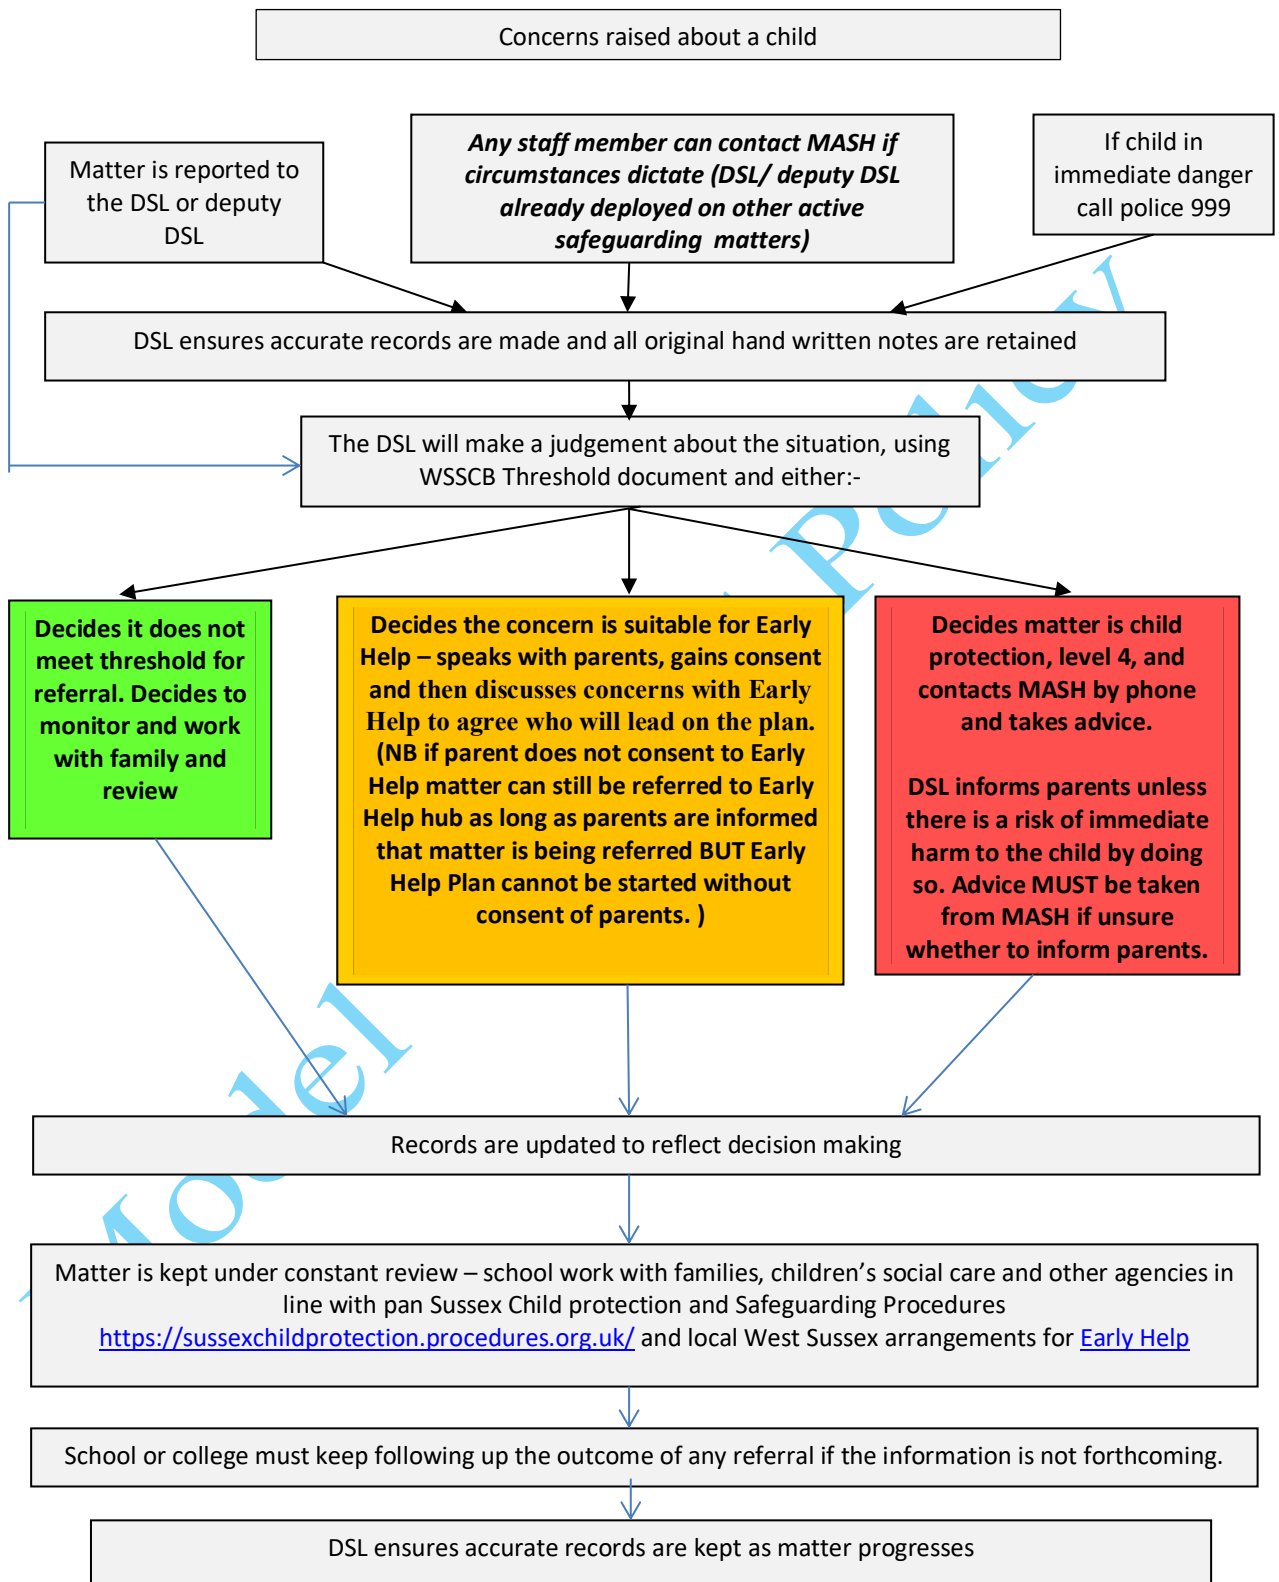 Concerns raised about a child
Matter is reported to
the DSL or deputy
DSL
Any staff member can contact MASH if
circumstances dictate (DSL/ deputy DSL
already deployed on other active
safeguarding matters)
If child in
immediate danger
call police 999
DSL ensures accurate records are made and all original hand written notes are retained
The DSL will make a judgement about the situation, using
WSSCB Threshold document and either:-
Decides it does not
meet threshold for
referral. Decides to
monitor and work
with family and
review
Decides the concern is suitable for Early
Help – speaks with parents, gains consent
and then discusses concerns with Early
Help to agree who will lead on the plan.
(NB if parent does not consent to Early
Help matter can still be referred to Early
Help hub as long as parents are informed
that matter is being referred BUT Early
Help Plan cannot be started without
consent of parents. )
Decides matter is child
protection, level 4, and
contacts MASH by phone
and takes advice.
DSL informs parents unless
there is a risk of immediate
harm to the child by doing
so. Advice MUST be taken
from MASH if unsure
whether to inform parents.
Records are updated to reflect decision making
Matter is kept under constant review – school work with families, children’s social care and other agencies in
line with pan Sussex Child protection and Safeguarding Procedures
https://sussexchildprotection.procedures.org.uk/ and local West Sussex arrangements for Early Help
School or college must keep following up the outcome of any referral if the information is not forthcoming.
DSL ensures accurate records are kept as matter progresses
Model
Policy